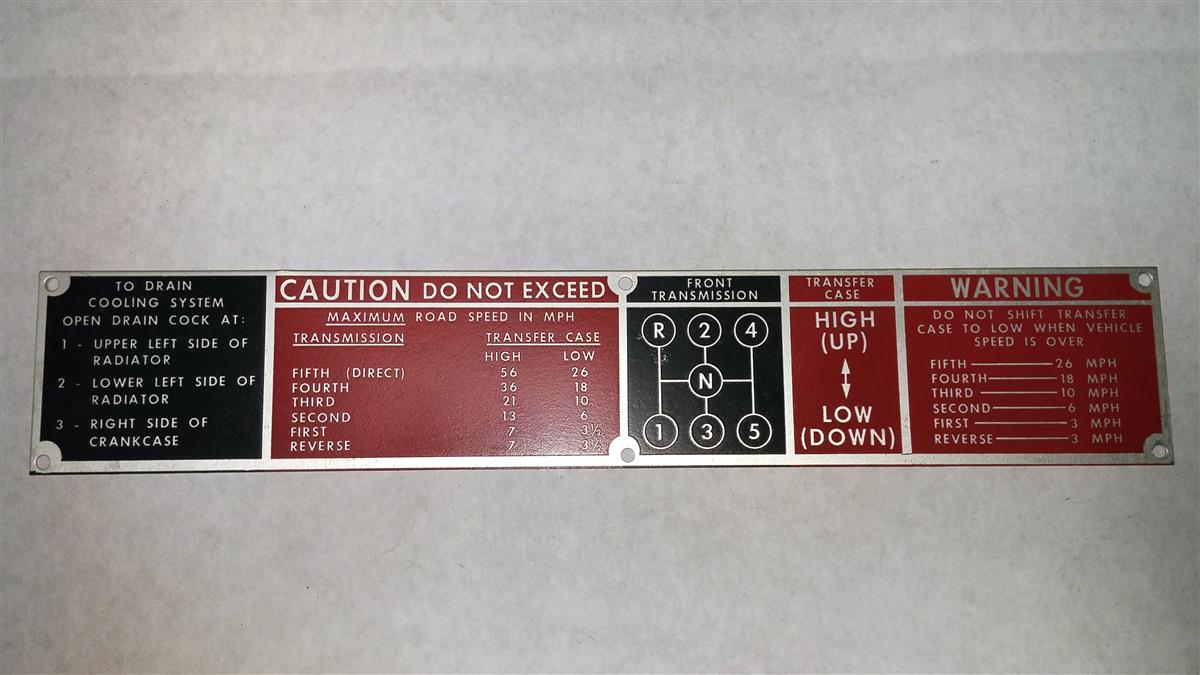 TO DRAIN
COOLING SYSTEM
OPEN DRAIN COCK AT:
1 - UPPER LEFT SIDE OF
RADIATOR
2 - LOWER LEFT SIDE OF
RADIATOR
3 - RIGHT SIDE OF
CRANKCASE
CAUTION DO NOT EXCEED
MAXIMUM ROAD SPEED IN MPH
TRANSMISSION TRANSFER CASE
HIGH LOW
FIFTH (DIRECT) 56 26
FOURTH 36 18
THIRD 21 10
SECOND 13 6
FIRST 7 3½
REVERSE 7 3½
FRONT
TRANSMISSION
R 2 4
N
1 3 5
TRANSFER
CASE
HIGH
(UP)
LOW
(DOWN)
WARNING
DO NOT SHIFT TRANSFER
CASE TO LOW WHEN VEHICLE
SPEED IS OVER
FIFTH 26 MPH
FOURTH 18 MPH
THIRD 10 MPH
SECOND 6 MPH
FIRST 3 MPH
REVERSE 3 MPH